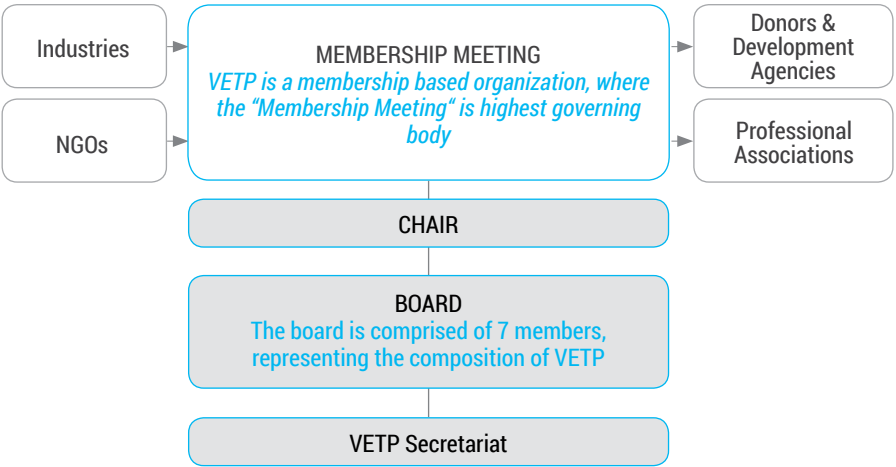 Industries
NGOs
MEMBERSHIP MEETING
VETP is a membership based organization, where
the “Membership Meeting“ is highest governing
body
Donors &
Development
Agencies
Professional
Associations
CHAIR
BOARD
The board is comprised of 7 members,
representing the composition of VETP
VETP Secretariat